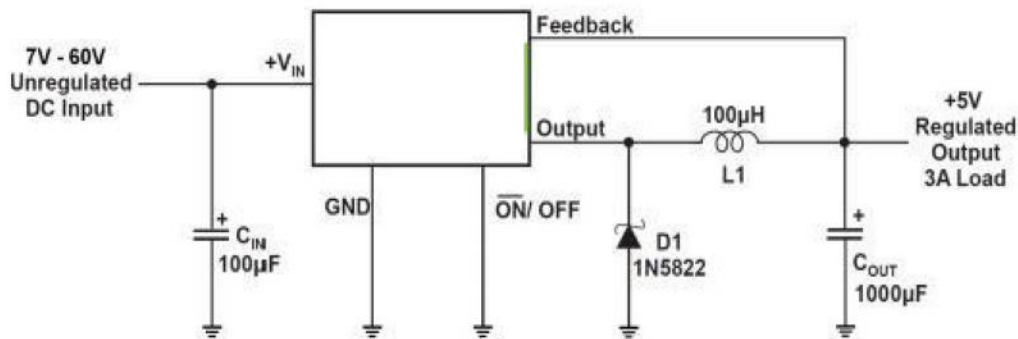 7V - 60V
Unregulated
DC Input
+VIN
Feedback
Output
100µH
L1
+5V
Regulated
Output
3A Load
GND
ON/ OFF
+
CIN
100µF
D1
1N5822
+
COUT
1000µF